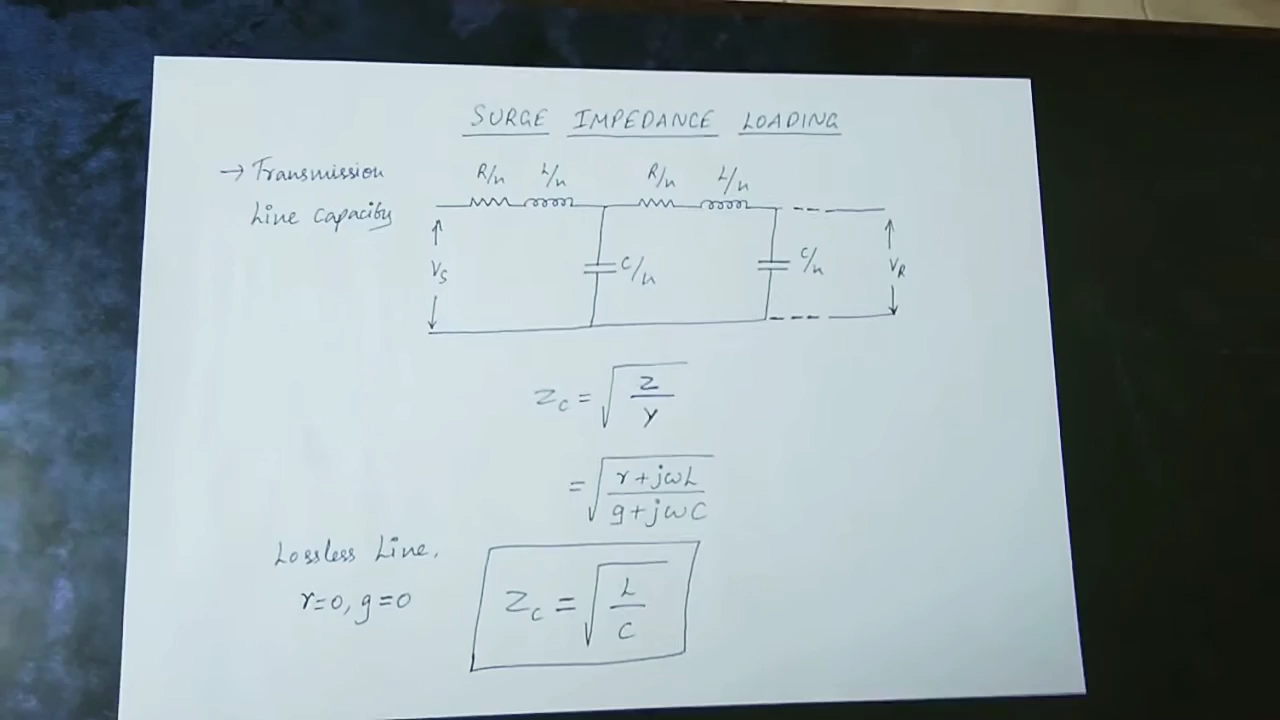 SURGE IMPEDANCE LOADING
→ Transmission
Line capacity
R/n L/n R/n L/n
Vs C/n C/n VR
Zc = √(Z/Y)
= √((r+jωL)/(g+jωC))
Lossless Line,
r=0, g=0
Zc = √(L/C)